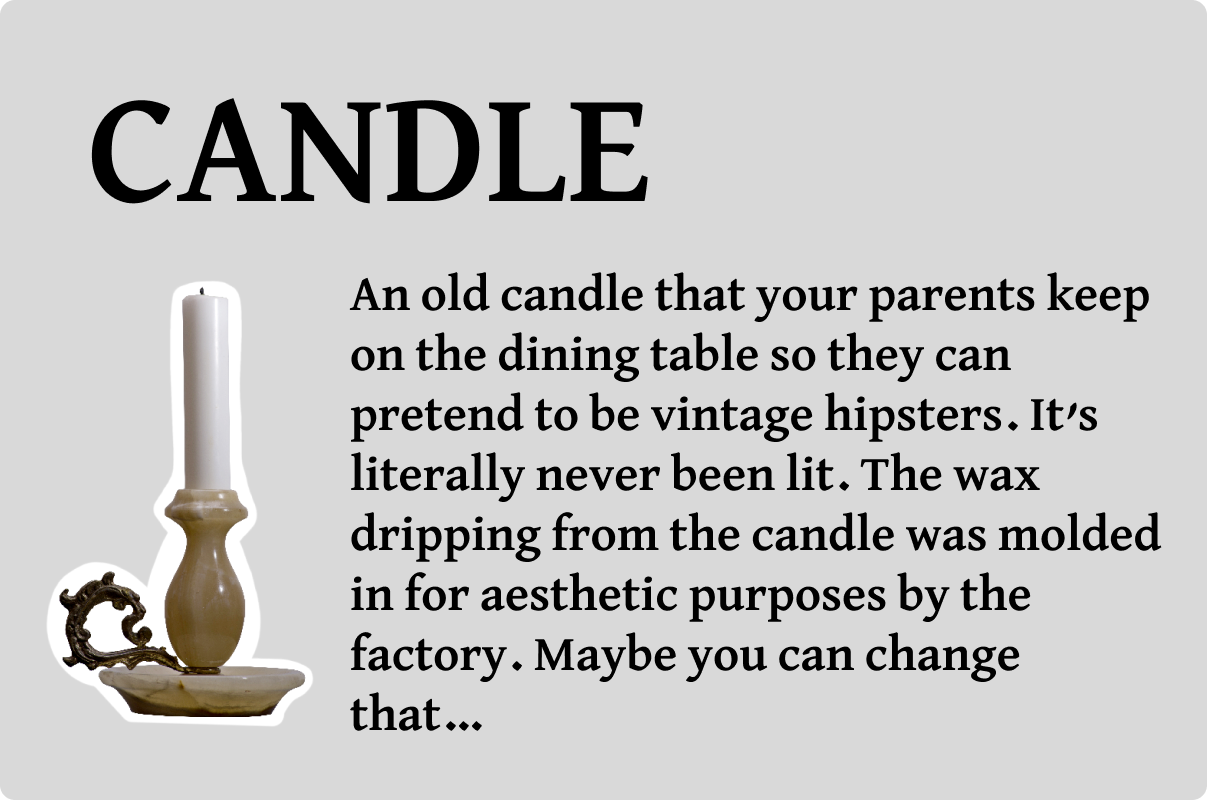 CANDLE
An old candle that your parents keep
on the dining table so they can
pretend to be vintage hipsters. It's
literally never been lit. The wax
dripping from the candle was molded
in for aesthetic purposes by the
factory. Maybe you can change
that...